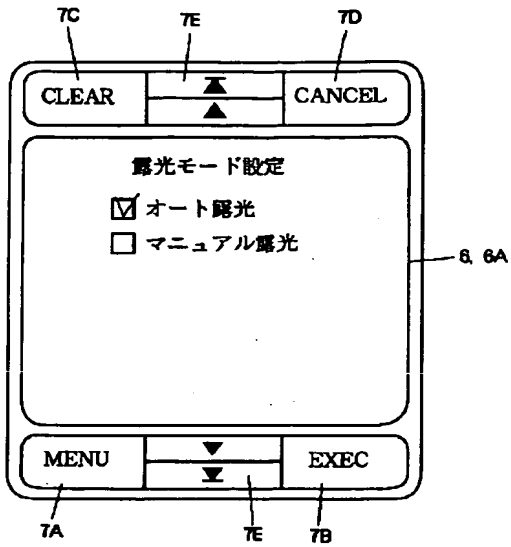 7C 7E 7D
CLEAR CANCEL
露光モード設定
オート露光
マニュアル露光
6, 6A
MENU EXEC
7A 7E 7B